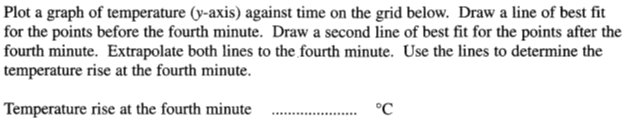 Plot a graph of temperature (y-axis) against time on the grid below. Draw a line of best fit
for the points before the fourth minute. Draw a second line of best fit for the points after the
fourth minute. Extrapolate both lines to the fourth minute. Use the lines to determine the
temperature rise at the fourth minute.
Temperature rise at the fourth minute ..................... °C